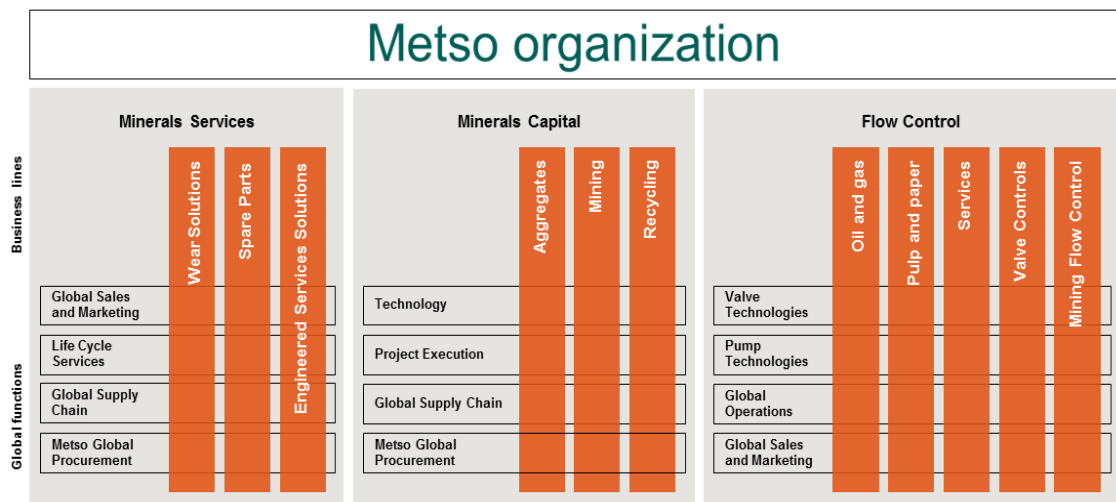 Metso organization
Minerals Services
Minerals Capital
Flow Control
Business lines
Wear Solutions
Spare Parts
Engineered Services Solutions
Aggregates
Mining
Recycling
Oil and gas
Pulp and paper
Services
Valve Controls
Mining Flow Control
Global functions
Global Sales
and Marketing
Life Cycle
Services
Global Supply
Chain
Metso Global
Procurement
Technology
Project Execution
Global Supply Chain
Metso Global
Procurement
Valve
Technologies
Pump
Technologies
Global
Operations
Global Sales
and Marketing